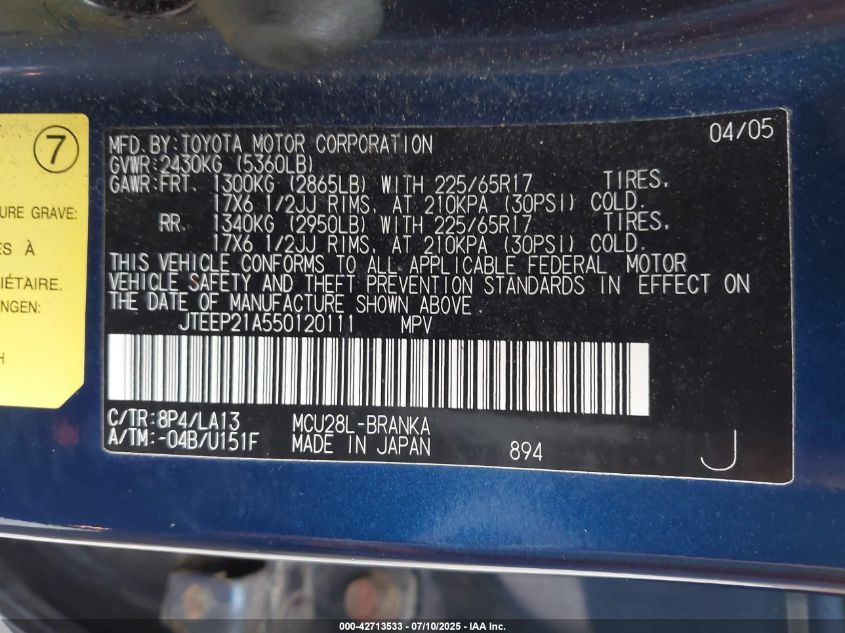 7
URE GRAVE:
ES À
IÉTAIRE.
NGEN:
H
04/05
MFD. BY: TOYOTA MOTOR CORPORATION
GVWR: 2430KG (5360LB)
GAWR: FRT. 1300KG (2865LB) WITH 225/65R17 TIRES,
17X6 1/2JJ RIMS, AT 210KPA (30PSI) COLD.
RR. 1340KG (2950LB) WITH 225/65R17 TIRES,
17X6 1/2JJ RIMS, AT 210KPA (30PSI) COLD.
THIS VEHICLE CONFORMS TO ALL APPLICABLE FEDERAL MOTOR
VEHICLE SAFETY AND THEFT PREVENTION STANDARDS IN EFFECT ON
THE DATE OF MANUFACTURE SHOWN ABOVE.
JTEEP21A550120111 MPV
C/TR: 8P4/LA13 MCU28L-BRANKA
A/TM: -04B/U151F MADE IN JAPAN 894 J
000-42713533 - 07/10/2025 - IAA Inc.